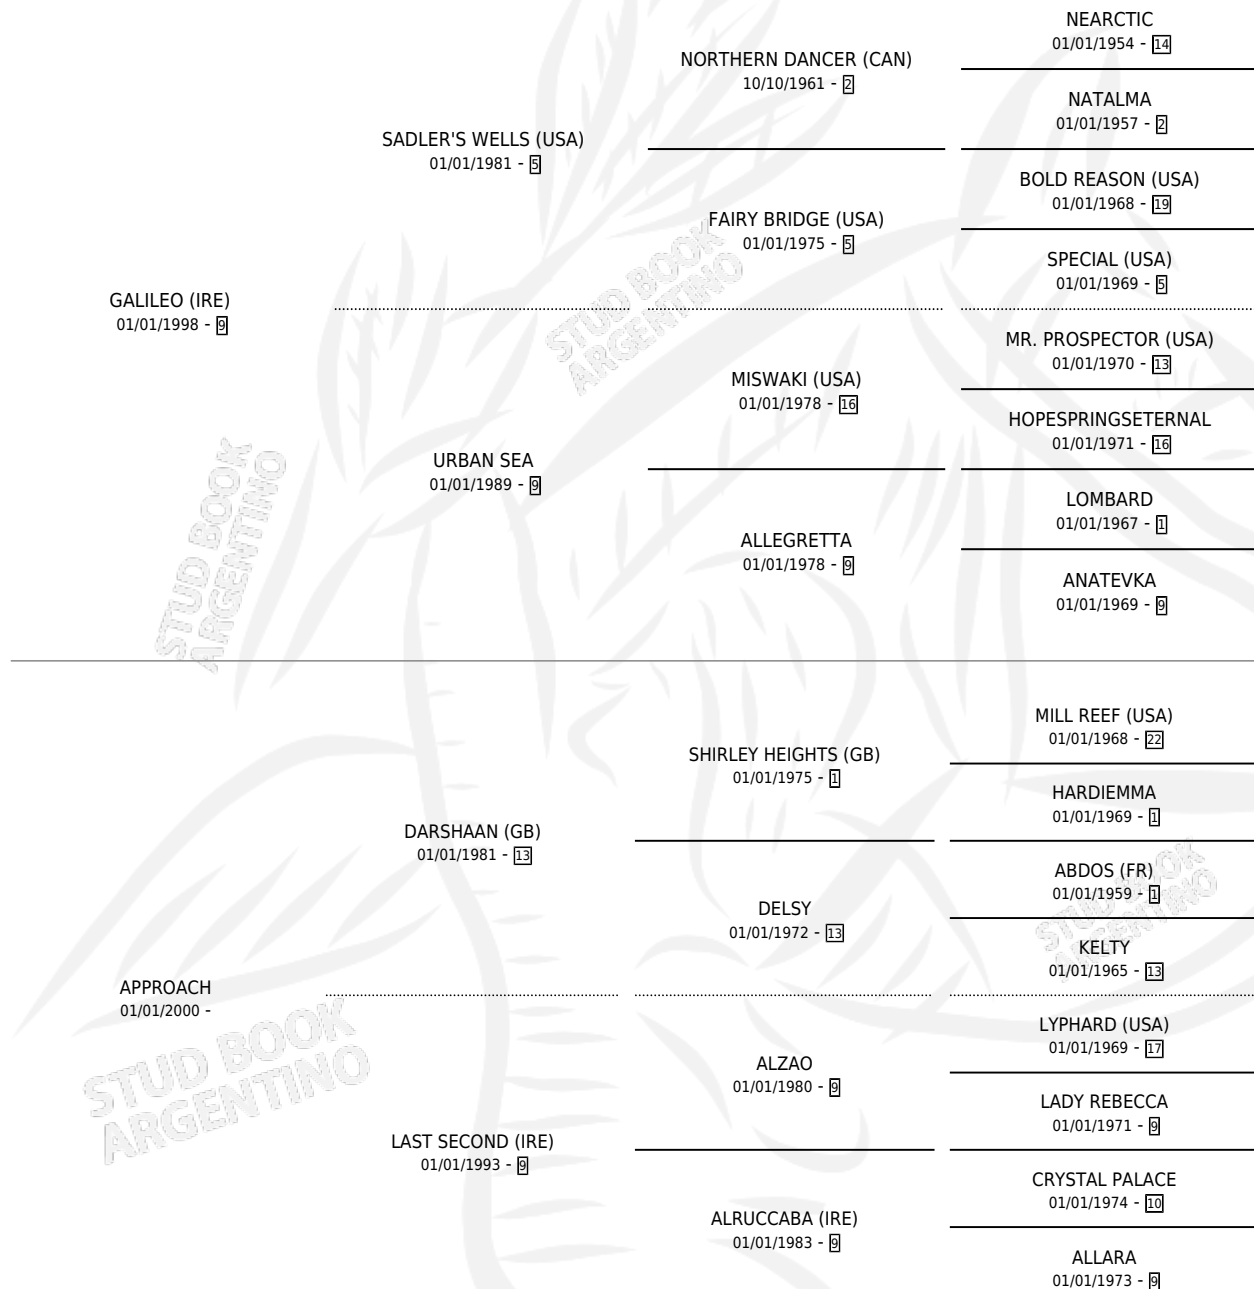 NEARCTIC
01/01/1954 - 14
NORTHERN DANCER (CAN)
10/10/1961 - 2
NATALMA
01/01/1957 - 2
SADLER'S WELLS (USA)
01/01/1981 - 5
BOLD REASON (USA)
01/01/1968 - 19
FAIRY BRIDGE (USA)
01/01/1975 - 5
SPECIAL (USA)
01/01/1969 - 5
GALILEO (IRE)
01/01/1998 - 9
MR. PROSPECTOR (USA)
01/01/1970 - 13
MISWAKI (USA)
01/01/1978 - 16
HOPESPRINGSETERNAL
01/01/1971 - 16
URBAN SEA
01/01/1989 - 9
LOMBARD
01/01/1967 - 1
ALLEGRETTA
01/01/1978 - 9
ANATEVKA
01/01/1969 - 9
MILL REEF (USA)
01/01/1968 - 22
SHIRLEY HEIGHTS (GB)
01/01/1975 - 1
HARDIEMMA
01/01/1969 - 1
DARSHAAN (GB)
01/01/1981 - 13
ABDOS (FR)
01/01/1959 - 1
DELSY
01/01/1972 - 13
KELTY
01/01/1965 - 13
APPROACH
01/01/2000 -
LYPHARD (USA)
01/01/1969 - 17
ALZAO
01/01/1980 - 9
LADY REBECCA
01/01/1971 - 9
LAST SECOND (IRE)
01/01/1993 - 9
CRYSTAL PALACE
01/01/1974 - 10
ALRUCCABA (IRE)
01/01/1983 - 9
ALLARA
01/01/1973 - 9
STUD BOOK
ARGENTINO
STUD BOOK
ARGENTINO
STUD BOOK
ARGENTINO
STUD BOOK
ARGENTINO